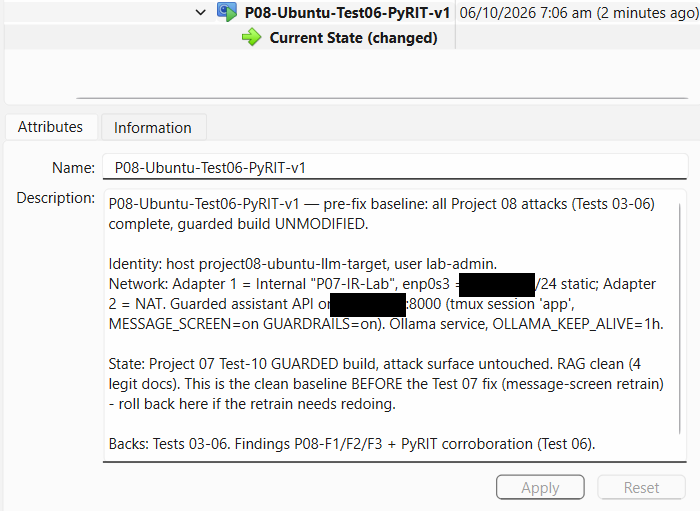 P08-Ubuntu-Test06-PyRIT-v1 06/10/2026 7:06 am (2 minutes ago)
Current State (changed)
Attributes Information
Name: P08-Ubuntu-Test06-PyRIT-v1
Description: P08-Ubuntu-Test06-PyRIT-v1 — pre-fix baseline: all Project 08 attacks (Tests 03-06)
complete, guarded build UNMODIFIED.
Identity: host project08-ubuntu-llm-target, user lab-admin.
Network: Adapter 1 = Internal "P07-IR-Lab", enp0s3 = /24 static; Adapter
2 = NAT. Guarded assistant API on :8000 (tmux session 'app',
MESSAGE_SCREEN=on GUARDRAILS=on). Ollama service, OLLAMA_KEEP_ALIVE=1h.
State: Project 07 Test-10 GUARDED build, attack surface untouched. RAG clean (4
legit docs). This is the clean baseline BEFORE the Test 07 fix (message-screen retrain)
- roll back here if the retrain needs redoing.
Backs: Tests 03-06. Findings P08-F1/F2/F3 + PyRIT corroboration (Test 06).
Apply Reset